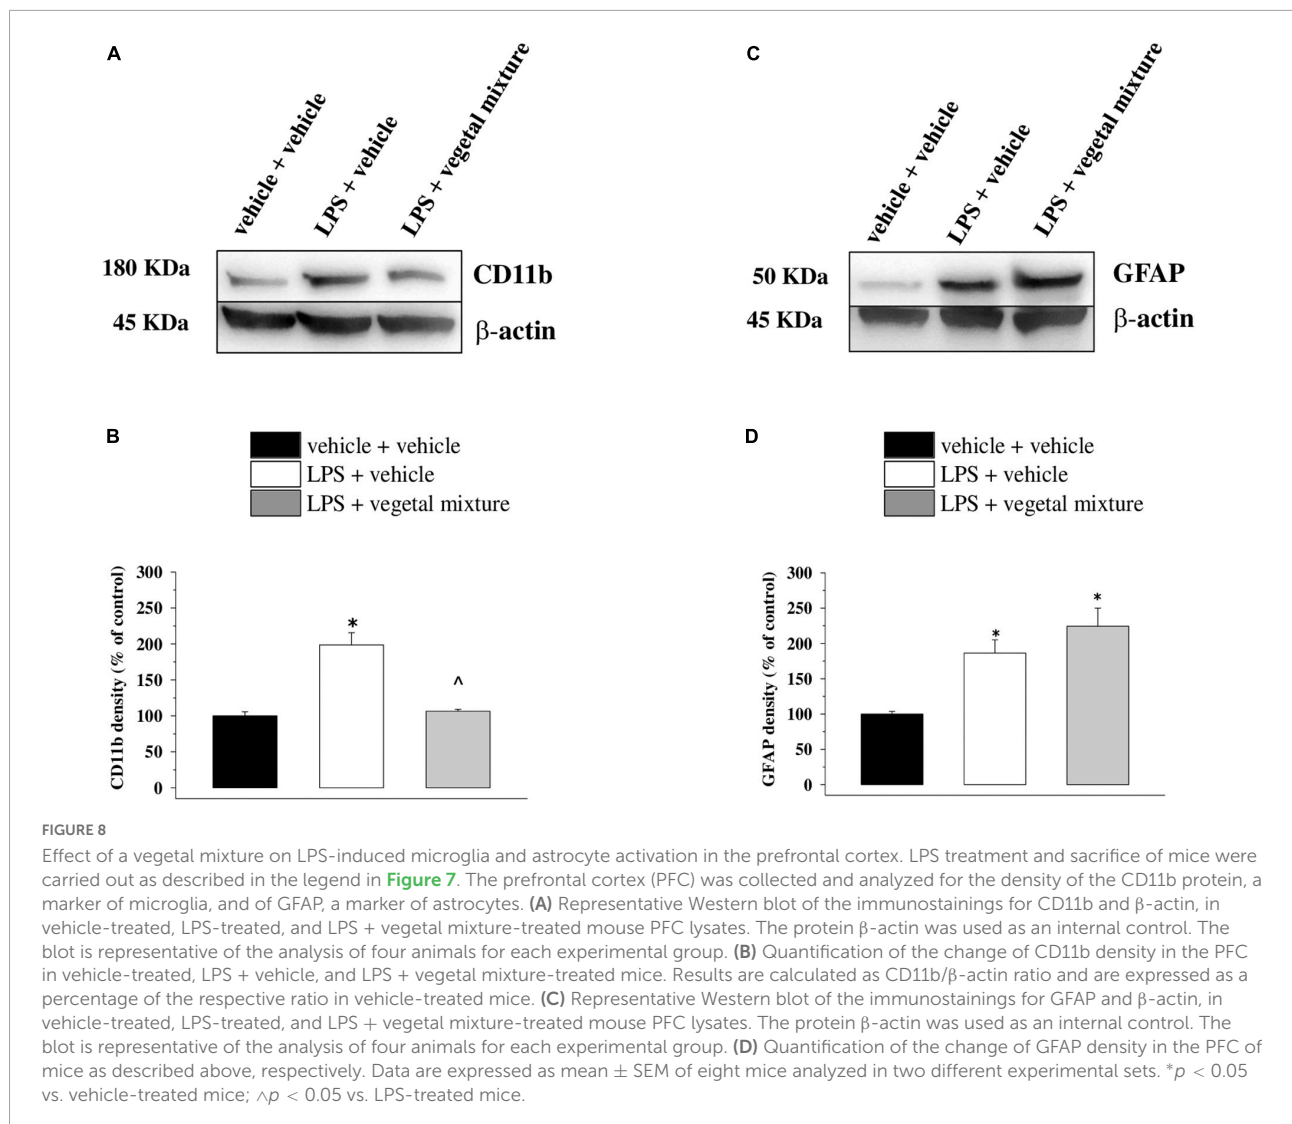 A
vehicle + vehicle
LPS + vehicle
LPS + vegetal mixture
180 KDa
CD11b
45 KDa
β-actin
C
vehicle + vehicle
LPS + vehicle
LPS + vegetal mixture
50 KDa
GFAP
45 KDa
β-actin
B
vehicle + vehicle
LPS + vehicle
LPS + vegetal mixture
CD11b density (% of control)
300
250
200
150
100
50
0
*
^
D
vehicle + vehicle
LPS + vehicle
LPS + vegetal mixture
GFAP density (% of control)
300
250
200
150
100
50
0
*
*
FIGURE 8
Effect of a vegetal mixture on LPS-induced microglia and astrocyte activation in the prefrontal cortex. LPS treatment and sacrifice of mice were
carried out as described in the legend in Figure 7. The prefrontal cortex (PFC) was collected and analyzed for the density of the CD11b protein, a
marker of microglia, and of GFAP, a marker of astrocytes. (A) Representative Western blot of the immunostainings for CD11b and β-actin, in
vehicle-treated, LPS-treated, and LPS + vegetal mixture-treated mouse PFC lysates. The protein β-actin was used as an internal control. The
blot is representative of the analysis of four animals for each experimental group. (B) Quantification of the change of CD11b density in the PFC
in vehicle-treated, LPS + vehicle, and LPS + vegetal mixture-treated mice. Results are calculated as CD11b/β-actin ratio and are expressed as a
percentage of the respective ratio in vehicle-treated mice. (C) Representative Western blot of the immunostainings for GFAP and β-actin, in
vehicle-treated, LPS-treated, and LPS + vegetal mixture-treated mouse PFC lysates. The protein β-actin was used as an internal control. The
blot is representative of the analysis of four animals for each experimental group. (D) Quantification of the change of GFAP density in the PFC of
mice as described above, respectively. Data are expressed as mean ± SEM of eight mice analyzed in two different experimental sets. *p < 0.05
vs. vehicle-treated mice; ∧p < 0.05 vs. LPS-treated mice.